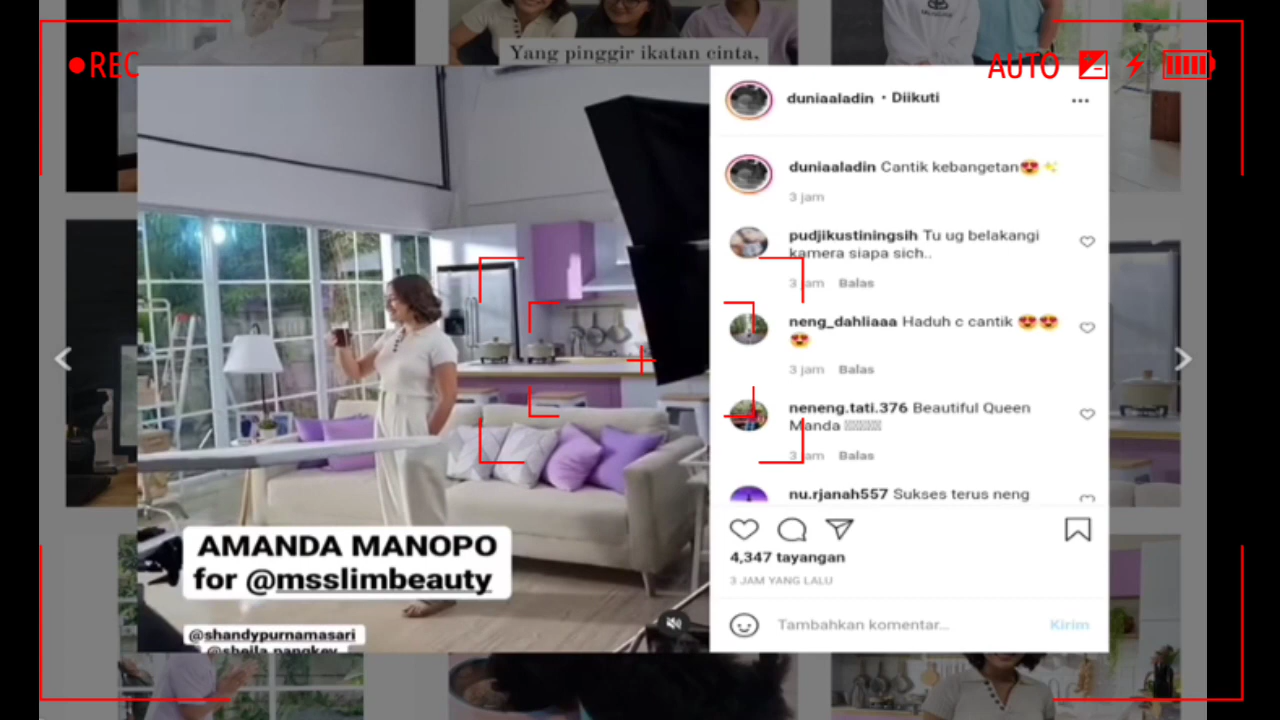 Yang pinggir ikatan cinta,
REC
AUTO
duniaaladin • Diikuti
duniaaladin Cantik kebangetan😍✨
3 jam
pudjikustiningsih Tu ug belakangi
kamera siapa sich..
3 jam Balas
neng_dahliaaa Haduh c cantik 😍😍
😍
3 jam Balas
neneng.tati.376 Beautiful Queen
Manda
3 jam Balas
nu.rjanah557 Sukses terus neng
4,347 tayangan
3 JAM YANG LALU
Tambahkan komentar... Kirim
AMANDA MANOPO
for @msslimbeauty
@shandypurnamasari
@sheila pangkey